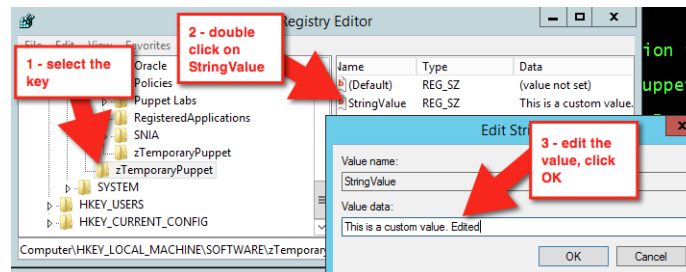 Registry Editor
File Edit View Favorites
1 - select the
key
2 - double
click on
StringValue
Oracle
Policies
Puppet Labs
RegisteredApplications
SNIA
zTemporaryPuppet
zTemporaryPuppet
SYSTEM
HKEY_USERS
HKEY_CURRENT_CONFIG
Name Type Data
(Default) REG_SZ (value not set)
StringValue REG_SZ This is a custom value.
Edit
3 - edit the
value, click
OK
Value name:
StringValue
Value data:
This is a custom value. Edited
OK Cancel
Computer\HKEY_LOCAL_MACHINE\SOFTWARE\zTemporary